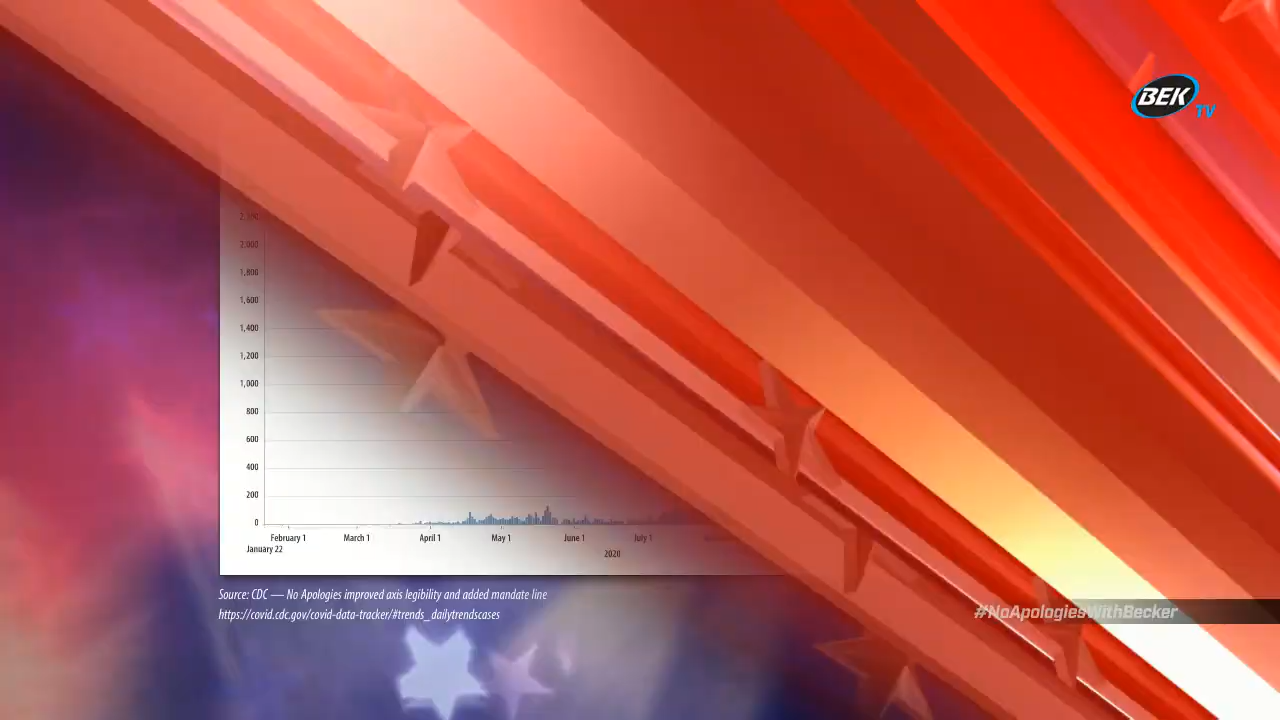 BEK TV
2,000
1,800
1,600
1,400
1,200
1,000
800
600
400
200
0
February 1 March 1 April 1 May 1 June 1 July 1
January 22
2020
Source: CDC — No Apologies improved axis legibility and added mandate line
https://covid.cdc.gov/covid-data-tracker/#trends_dailytrendscases
#NoApologiesWithBecker